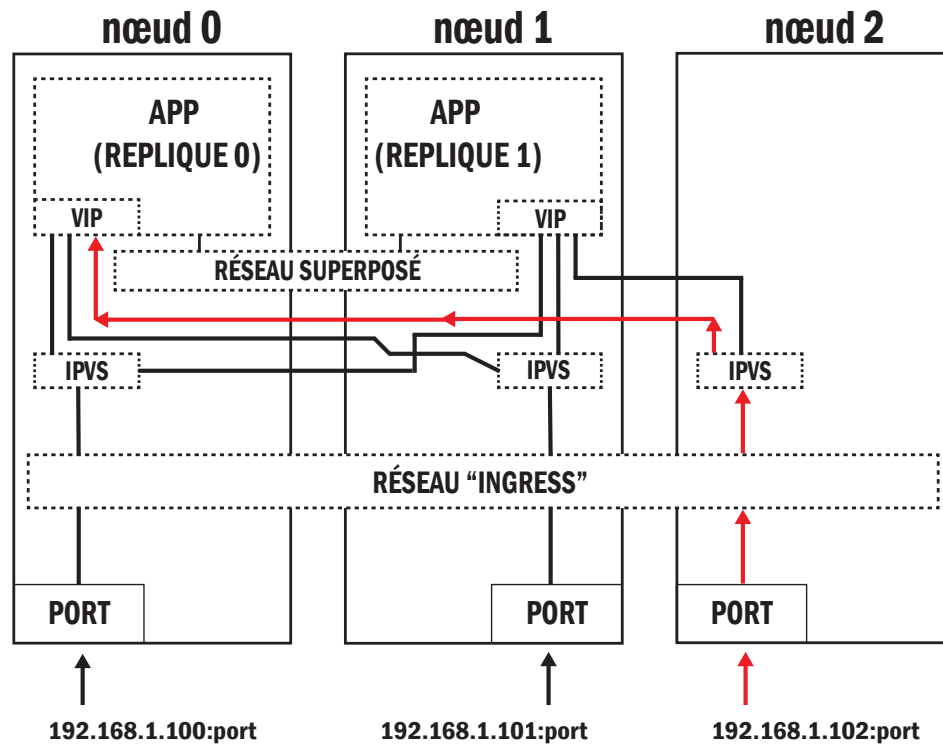 nœud 0
nœud 1
nœud 2
APP
(REPLIQUE 0)
APP
(REPLIQUE 1)
VIP
VIP
RÉSEAU SUPERPOSÉ
IPVS
IPVS
IPVS
RÉSEAU “INGRESS”
PORT
PORT
PORT
192.168.1.100:port
192.168.1.101:port
192.168.1.102:port